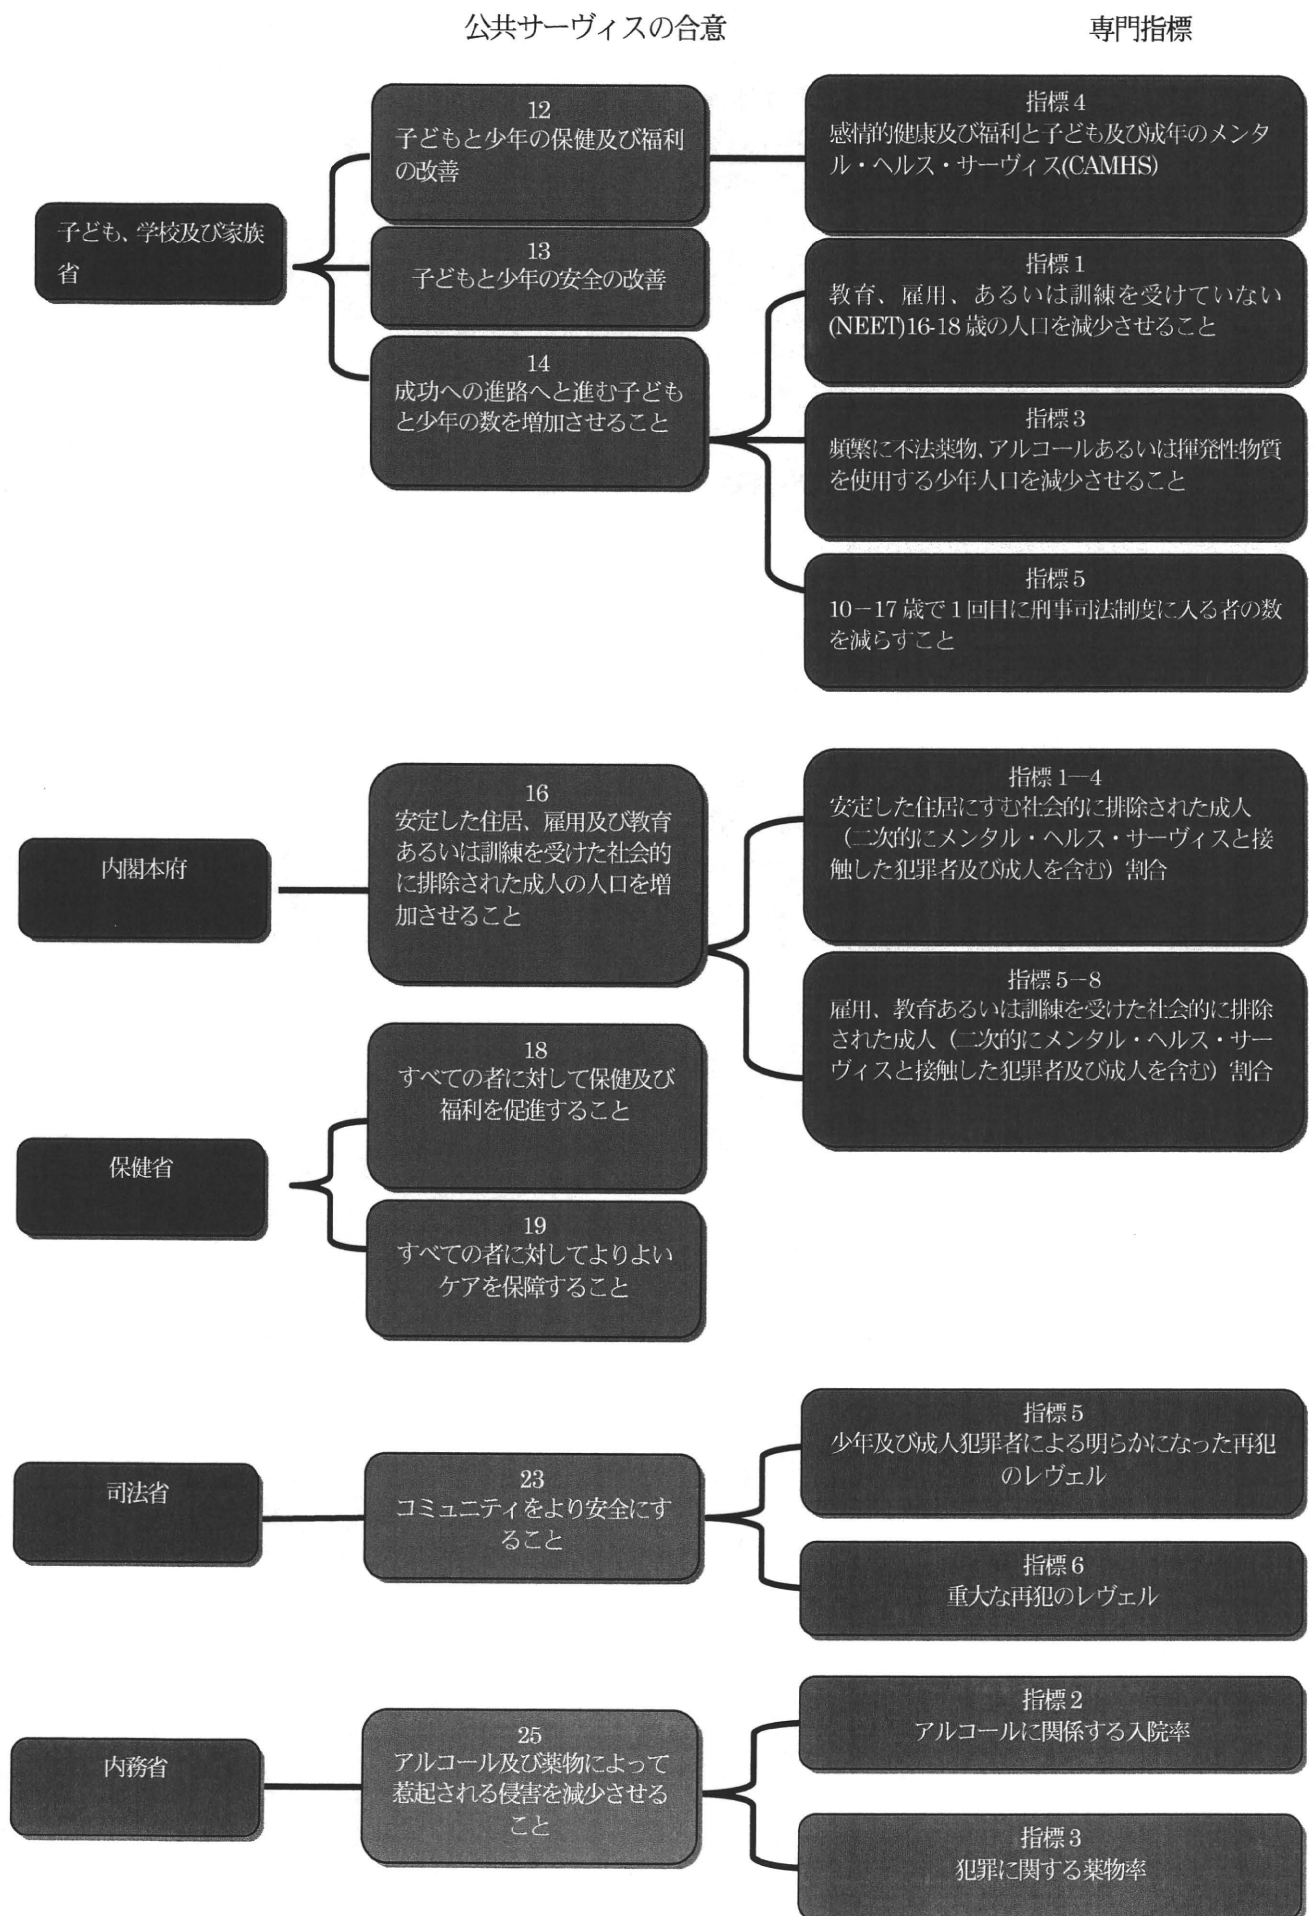 公共サーヴィスの合意
専門指標
子ども、学校及び家族
省
12
子どもと少年の保健及び福利
の改善
13
子どもと少年の安全の改善
14
成功への進路へと進む子ども
と少年の数を増加させること
指標 4
感情的健康及び福利と子ども及び成年のメンタ
ル・ヘルス・サーヴィス(CAMHS)
指標 1
教育、雇用、あるいは訓練を受けていない
(NEET)16-18 歳の人口を減少させること
指標 3
頻繁に不法薬物、アルコールあるいは揮発性物質
を使用する少年人口を減少させること
指標 5
10－17 歳で 1 回目に刑事司法制度に入る者の数
を減らすこと
内閣本府
16
安定した住居、雇用及び教育
あるいは訓練を受けた社会的
に排除された成人の人口を増
加させること
指標 1―4
安定した住居にすむ社会的に排除された成人
（二次的にメンタル・ヘルス・サーヴィスと接
触した犯罪者及び成人を含む）割合
指標 5－8
雇用、教育あるいは訓練を受けた社会的に排除
された成人（二次的にメンタル・ヘルス・サー
ヴィスと接触した犯罪者及び成人を含む）割合
保健省
18
すべての者に対して保健及び
福利を促進すること
19
すべての者に対してよりよい
ケアを保障すること
司法省
23
コミュニティをより安全にす
ること
指標 5
少年及び成人犯罪者による明らかになった再犯
のレヴェル
指標 6
重大な再犯のレヴェル
内務省
25
アルコール及び薬物によって
惹起される侵害を減少させる
こと
指標 2
アルコールに関係する入院率
指標 3
犯罪に関する薬物率